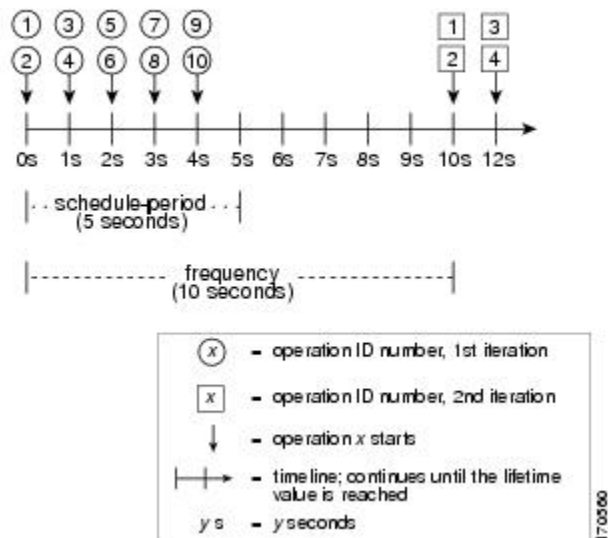 1 3 5 7 9 1 3
2 4 6 8 10 2 4
0s 1s 2s 3s 4s 5s 6s 7s 8s 9s 10s 12s
schedule-period
(5 seconds)
frequency
(10 seconds)
x = operation ID number, 1st iteration
x = operation ID number, 2nd iteration
= operation x starts
= timeline; continues until the lifetime
value is reached
y s = y seconds
170560